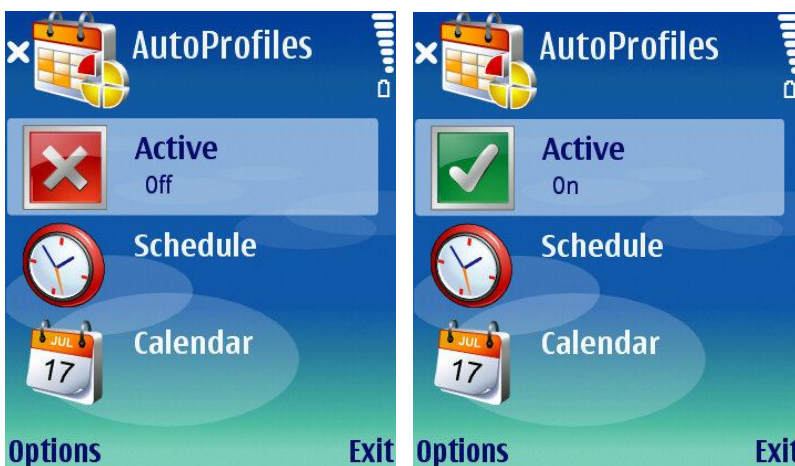 AutoProfiles
Active
Off
Schedule
JUL
17
Calendar
Options Exit
AutoProfiles
Active
On
Schedule
JUL
17
Calendar
Options Exit